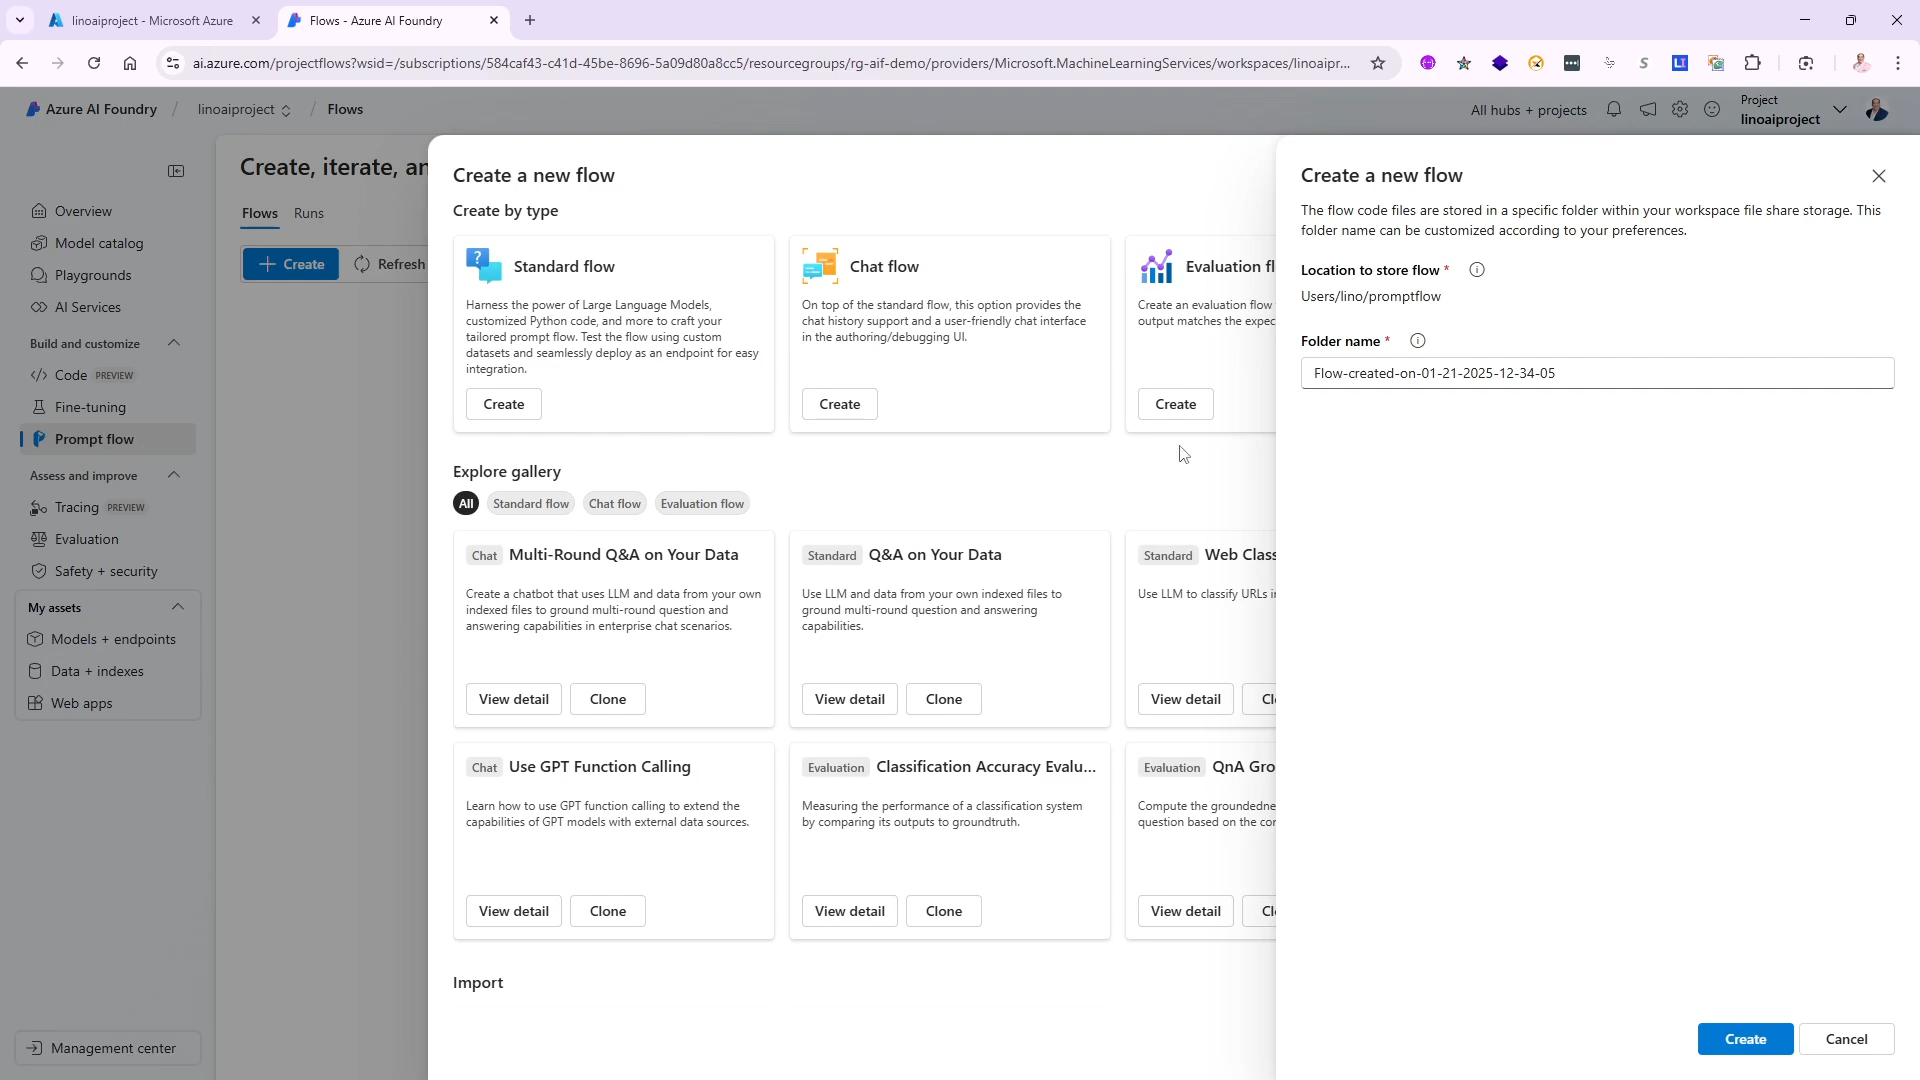 linoaiproject - Microsoft Azure
Flows - Azure AI Foundry
ai.azure.com/projectflows?wsid=/subscriptions/584caf43-c41d-45be-8696-5a09d80a8cc5/resourcegroups/rg-aif-demo/providers/Microsoft.MachineLearningServices/workspaces/linoaipr...
Azure AI Foundry / linoaiproject / Flows
All hubs + projects
Project
linoaiproject
Overview
Model catalog
Playgrounds
AI Services
Build and customize
Code PREVIEW
Fine-tuning
Prompt flow
Assess and improve
Tracing PREVIEW
Evaluation
Safety + security
My assets
Models + endpoints
Data + indexes
Web apps
Management center
Create, iterate, an
Flows Runs
Create Refresh
Create a new flow
Create by type
Standard flow
Harness the power of Large Language Models,
customized Python code, and more to craft your
tailored prompt flow. Test the flow using custom
datasets and seamlessly deploy as an endpoint for easy
integration.
Create
Chat flow
On top of the standard flow, this option provides the
chat history support and a user-friendly chat interface
in the authoring/debugging UI.
Create
Evaluation fl
Create an evaluation flow
output matches the expec
Create
Explore gallery
All Standard flow Chat flow Evaluation flow
Chat Multi-Round Q&A on Your Data
Create a chatbot that uses LLM and data from your own
indexed files to ground multi-round question and
answering capabilities in enterprise chat scenarios.
View detail Clone
Standard Q&A on Your Data
Use LLM and data from your own indexed files to
ground multi-round question and answering
capabilities.
View detail Clone
Standard Web Class
Use LLM to classify URLs i
View detail Cl
Chat Use GPT Function Calling
Learn how to use GPT function calling to extend the
capabilities of GPT models with external data sources.
View detail Clone
Evaluation Classification Accuracy Evalu...
Measuring the performance of a classification system
by comparing its outputs to groundtruth.
View detail Clone
Evaluation QnA Gro
Compute the groundedne
question based on the cor
View detail Cl
Import
Create a new flow
The flow code files are stored in a specific folder within your workspace file share storage. This
folder name can be customized according to your preferences.
Location to store flow *
Users/lino/promptflow
Folder name *
Flow-created-on-01-21-2025-12-34-05
Create Cancel